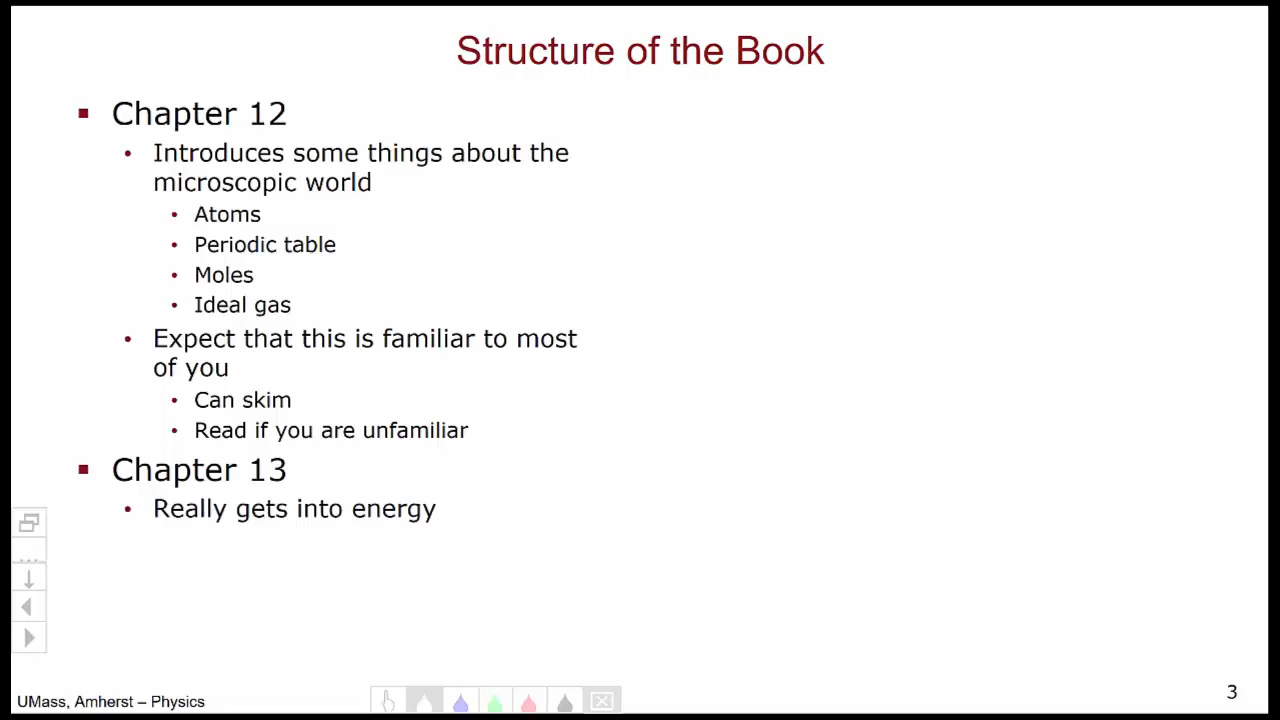 Structure of the Book
Chapter 12
Introduces some things about the
microscopic world
Atoms
Periodic table
Moles
Ideal gas
Expect that this is familiar to most
of you
Can skim
Read if you are unfamiliar
Chapter 13
Really gets into energy
UMass, Amherst – Physics
3